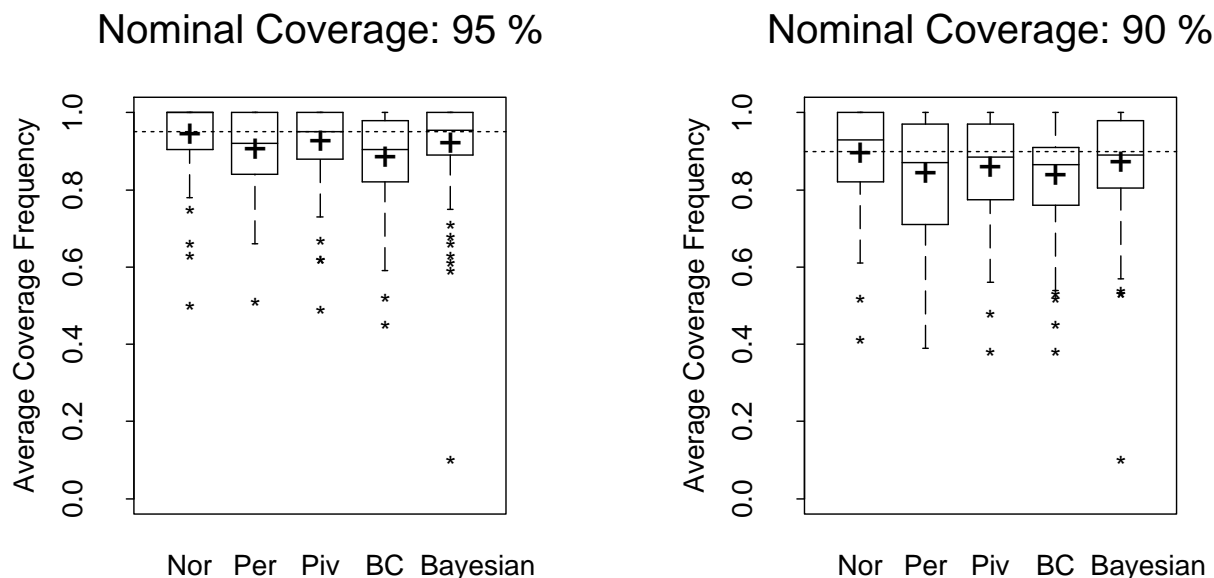 Nominal Coverage: 95 %
Average Coverage Frequency
1.0
0.8
0.6
0.4
0.2
0.0
Nor Per Piv BC Bayesian
Nominal Coverage: 90 %
Average Coverage Frequency
1.0
0.8
0.6
0.4
0.2
0.0
Nor Per Piv BC Bayesian